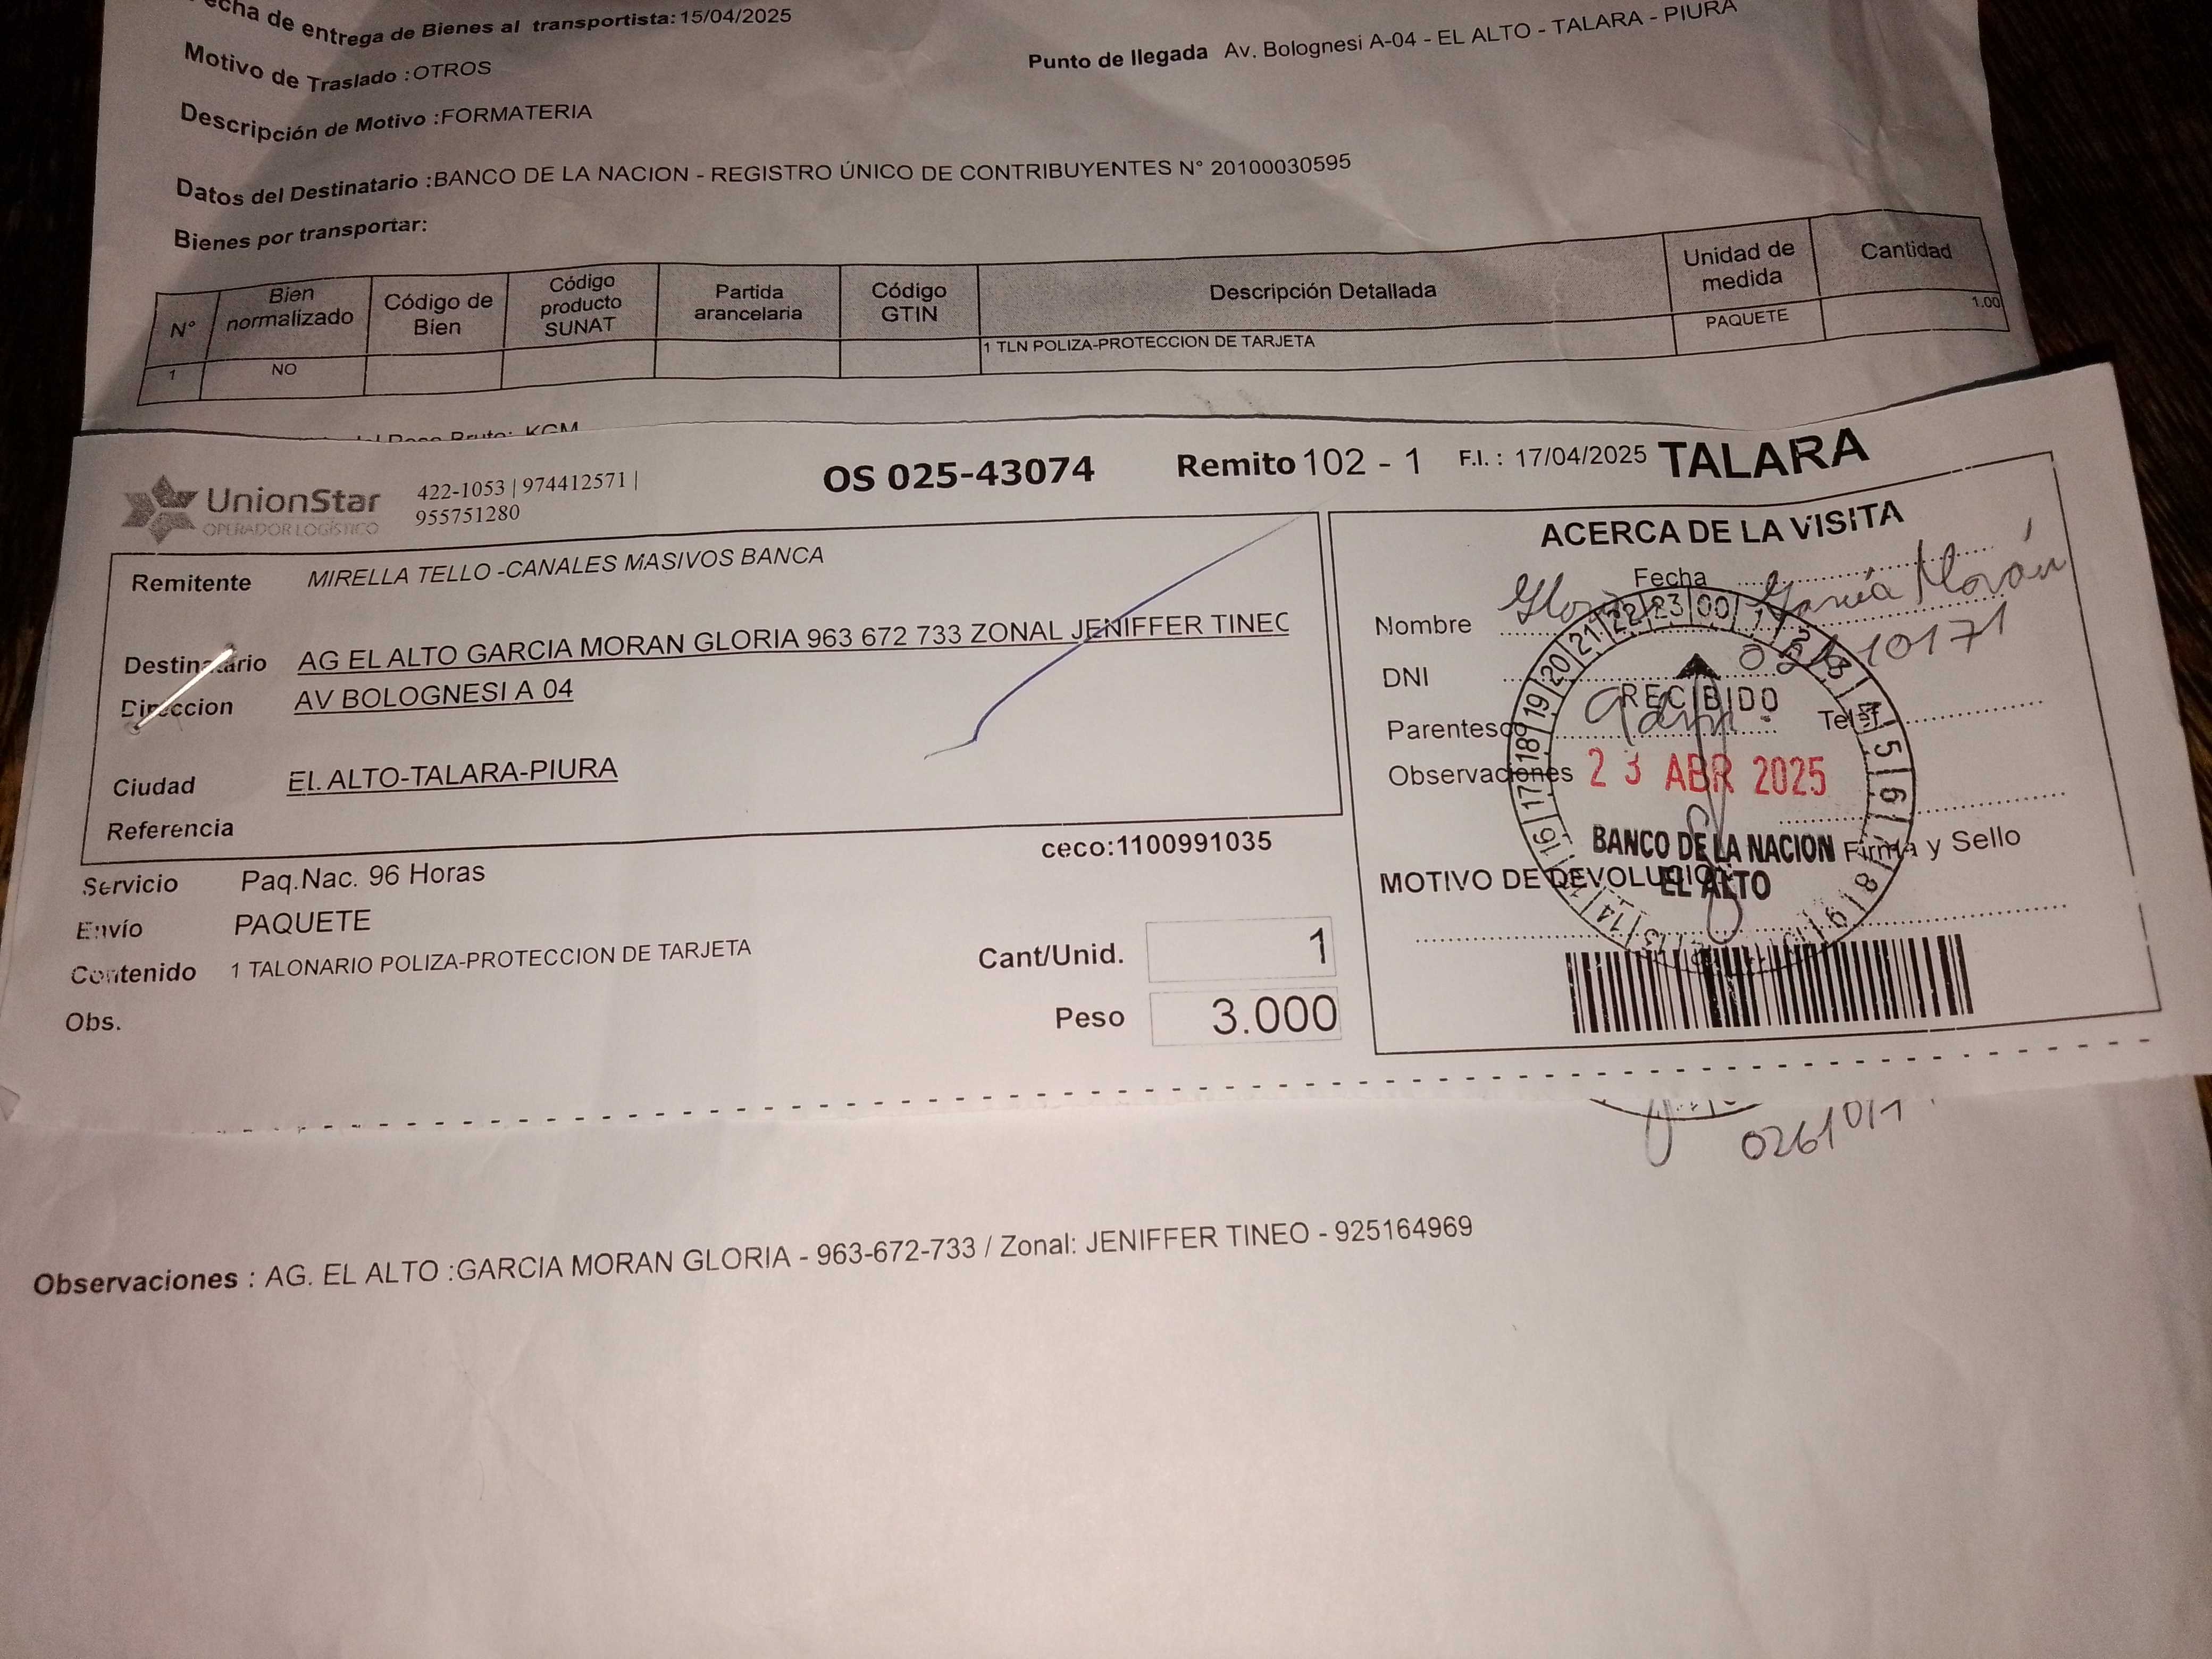 echa de entrega de Bienes al transportista: 15/04/2025
Motivo de Traslado :OTROS
Punto de llegada Av. Bolognesi A-04 - EL ALTO - TALARA - PIURA
Descripción de Motivo :FORMATERIA
Datos del Destinatario :BANCO DE LA NACION - REGISTRO ÚNICO DE CONTRIBUYENTES N° 20100030595
Bienes por transportar:
N° Bien normalizado Código de Bien Código producto SUNAT Partida arancelaria Código GTIN Descripción Detallada Unidad de medida Cantidad
1 NO 1 TLN POLIZA-PROTECCION DE TARJETA PAQUETE 1.00
Peso Bruto: KGM
UnionStar
OPERADOR LOGÍSTICO
422-1053 | 974412571 |
955751280
OS 025-43074 Remito 102 - 1 F.I. : 17/04/2025 TALARA
Remitente MIRELLA TELLO -CANALES MASIVOS BANCA
Destinatario AG EL ALTO GARCIA MORAN GLORIA 963 672 733 ZONAL JENIFFER TINEC
Direccion AV BOLOGNESI A 04
Ciudad EL ALTO-TALARA-PIURA
Referencia
ceco:1100991035
Servicio Paq.Nac. 96 Horas
Envío PAQUETE
Contenido 1 TALONARIO POLIZA-PROTECCION DE TARJETA
Obs.
Cant/Unid. 1
Peso 3.000
ACERCA DE LA VISITA
Fecha
Nombre Gloria García Morán
DNI
Parentesco Telef.
Observaciones
Firma y Sello
MOTIVO DE DEVOLUCION
RECIBIDO
23 ABR 2025
BANCO DE LA NACION
EL ALTO
Observaciones : AG. EL ALTO :GARCIA MORAN GLORIA - 963-672-733 / Zonal: JENIFFER TINEO - 925164969